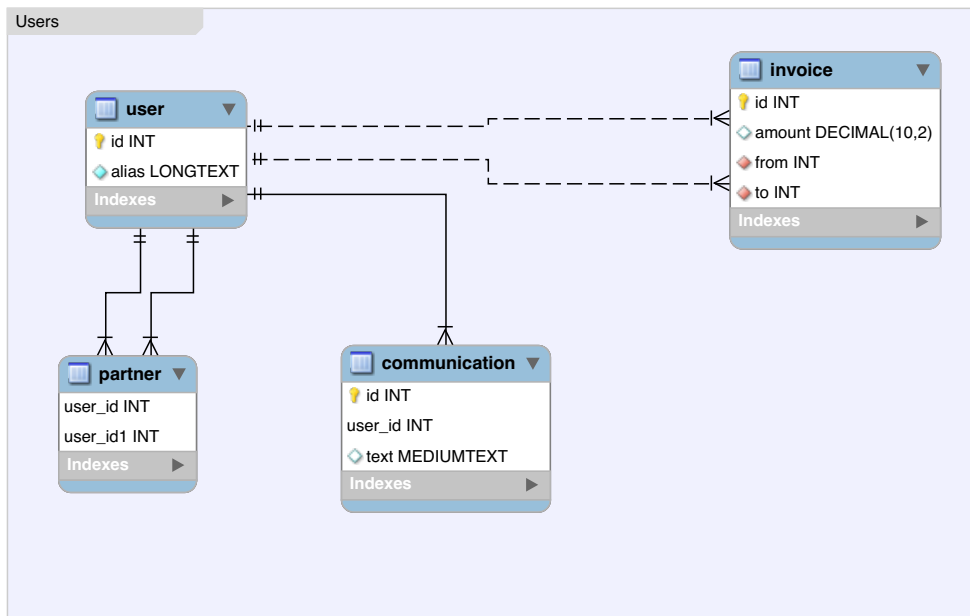 Users
user
id INT
alias LONGTEXT
Indexes
invoice
id INT
amount DECIMAL(10,2)
from INT
to INT
Indexes
partner
user_id INT
user_id1 INT
Indexes
communication
id INT
user_id INT
text MEDIUMTEXT
Indexes